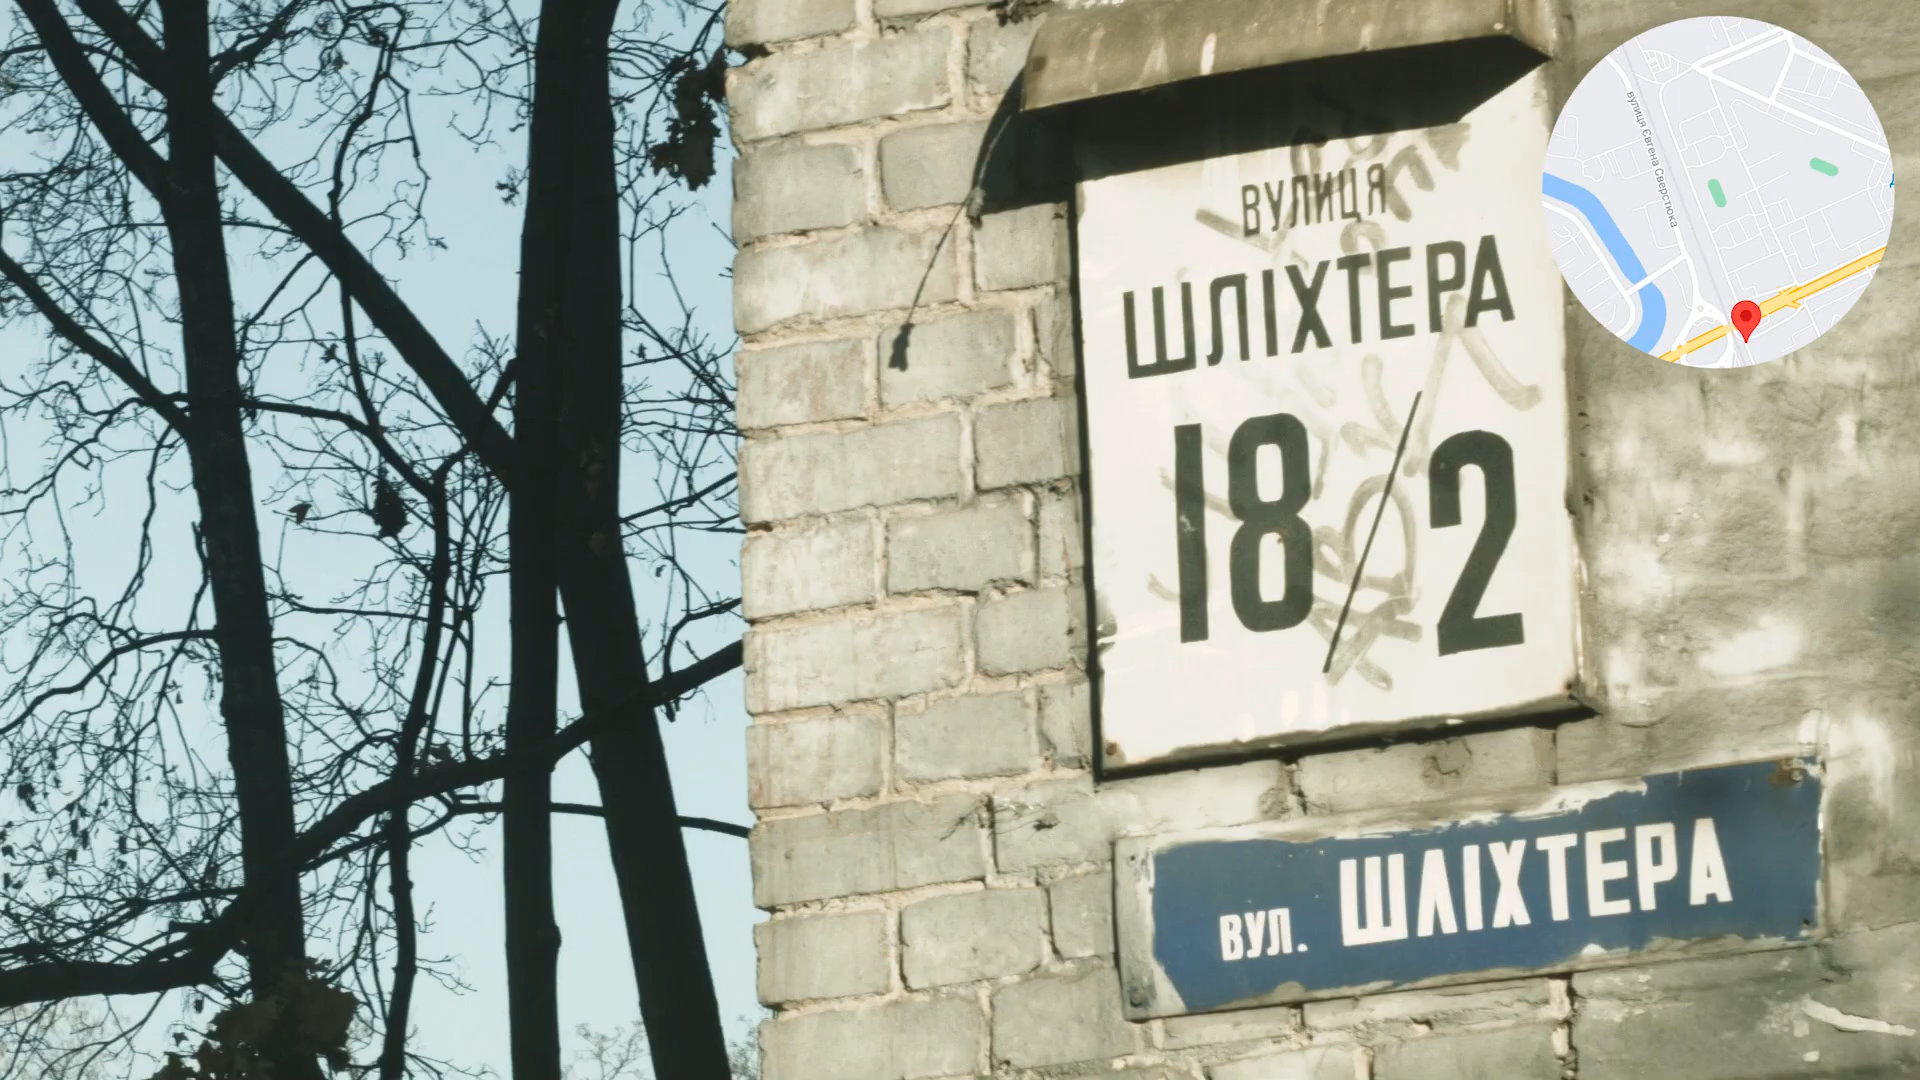 ВУЛИЦЯ
ШЛІХТЕРА
18/2
ВУЛ. ШЛІХТЕРА
вулиця Євгена Сверстюка